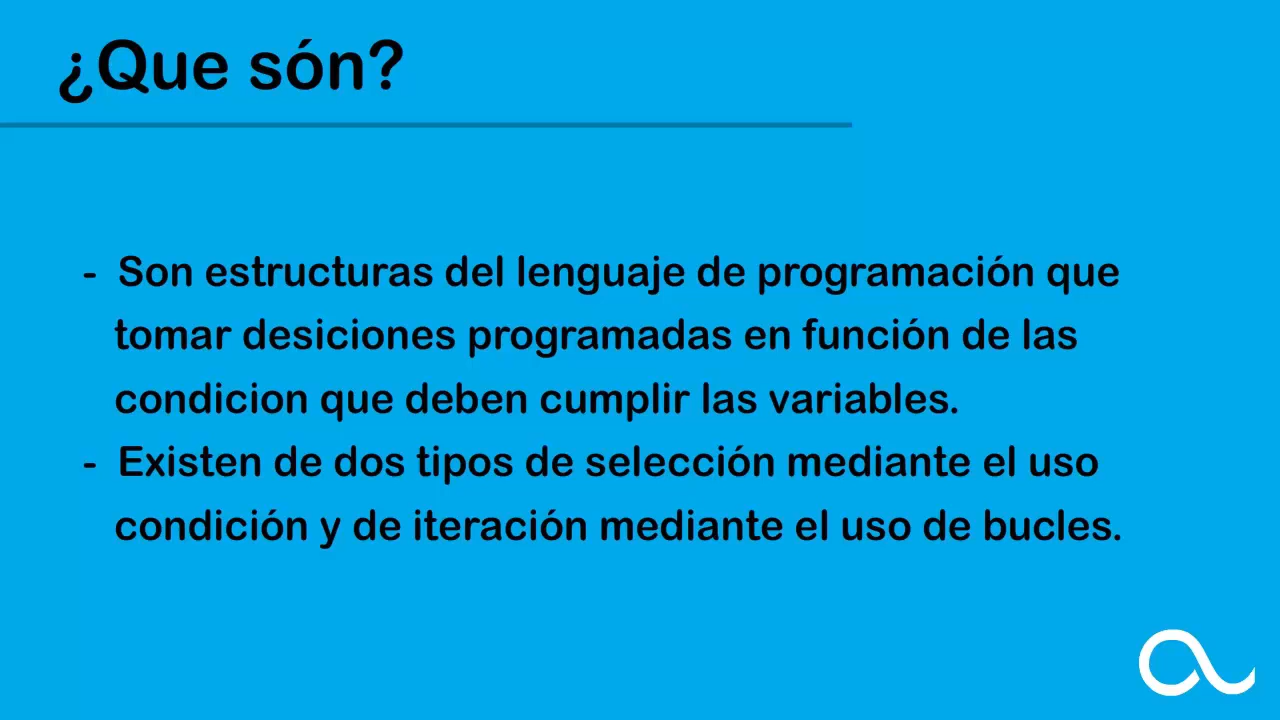 ¿Que són?
- Son estructuras del lenguaje de programación que
tomar desiciones programadas en función de las
condicion que deben cumplir las variables.
- Existen de dos tipos de selección mediante el uso
condición y de iteración mediante el uso de bucles.